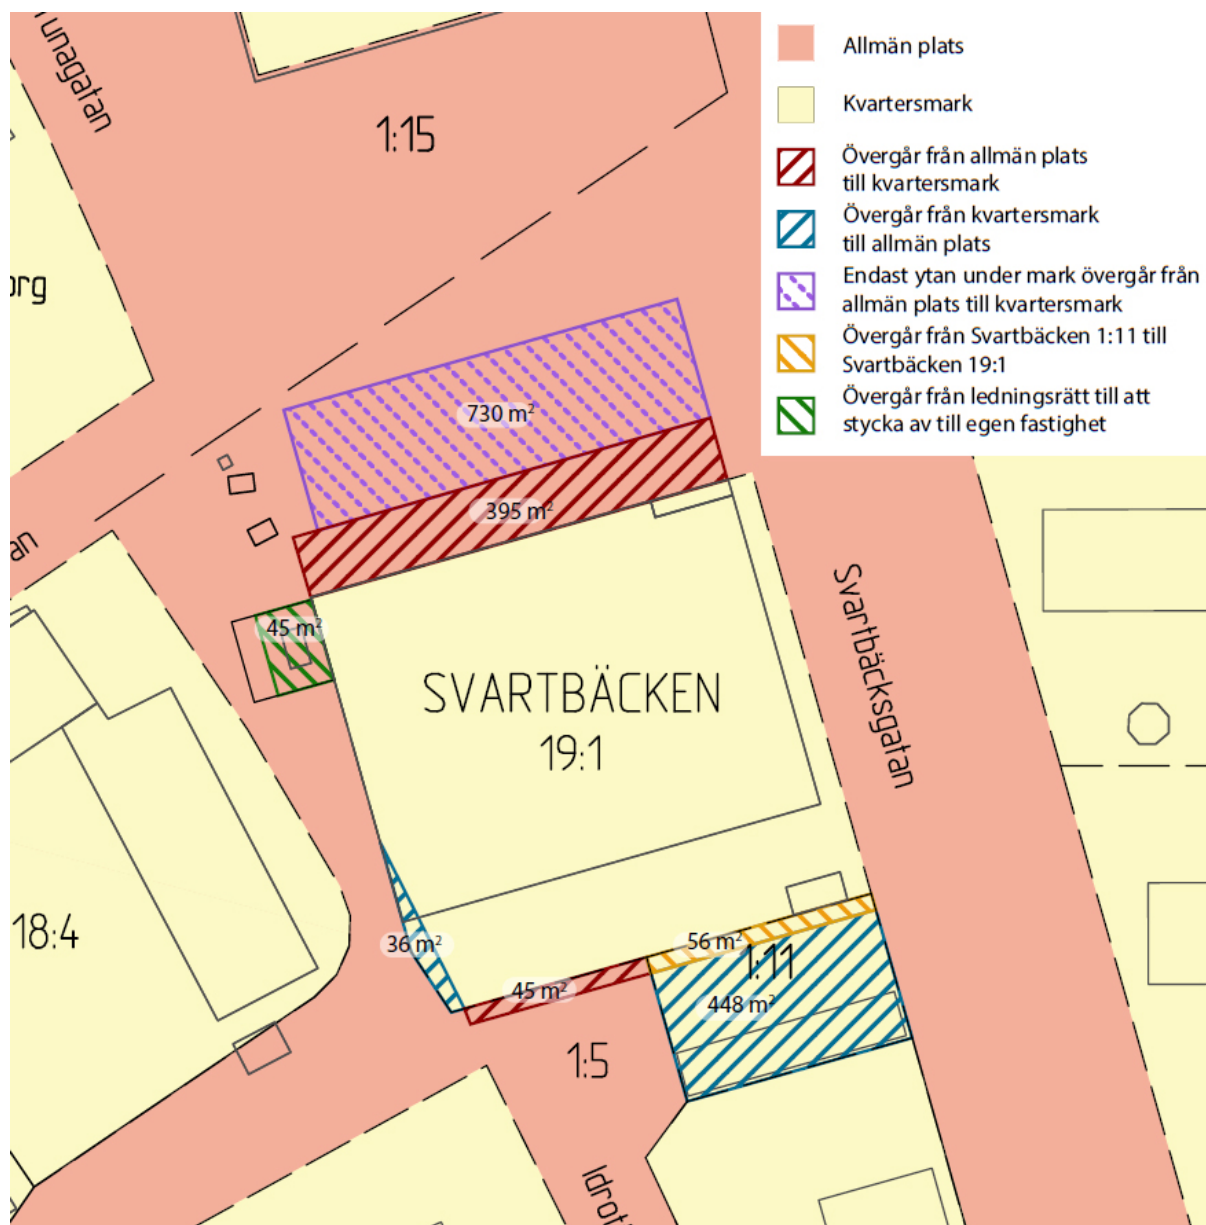 Tunagatan
1:15
Allmän plats
Kvartersmark
Övergår från allmän plats
till kvartersmark
Övergår från kvartersmark
till allmän plats
Endast ytan under mark övergår från
allmän plats till kvartersmark
Övergår från Svartbäcken 1:11 till
Svartbäcken 19:1
Övergår från ledningsrätt till att
stycka av till egen fastighet
org
730 m²
395 m²
an
45 m²
SVARTBÄCKEN
19:1
Svartbäcksgatan
18:4
36 m²
56 m²
1:11
45 m²
448 m²
1:5
Idrot